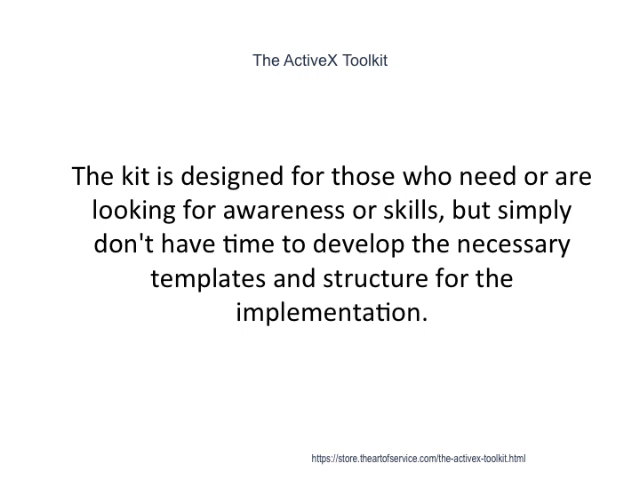 The ActiveX Toolkit
The kit is designed for those who need or are
looking for awareness or skills, but simply
don't have time to develop the necessary
templates and structure for the
implementation.
https://store.theartofservice.com/the-activex-toolkit.html